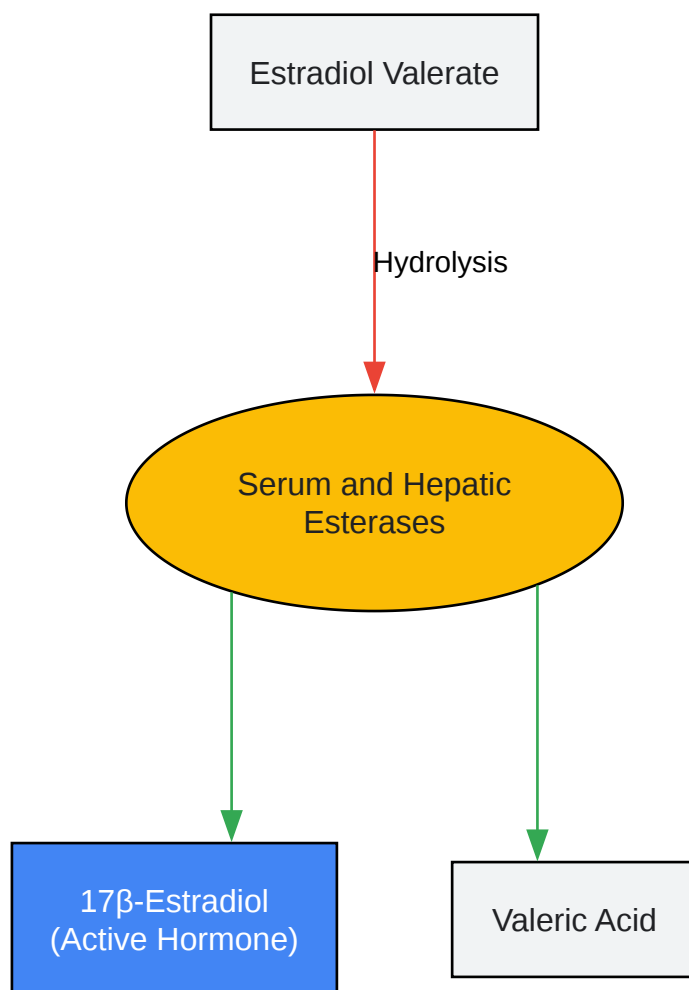 Estradiol Valerate
Hydrolysis
Serum and Hepatic
Esterases
17β-Estradiol
(Active Hormone)
Valeric Acid